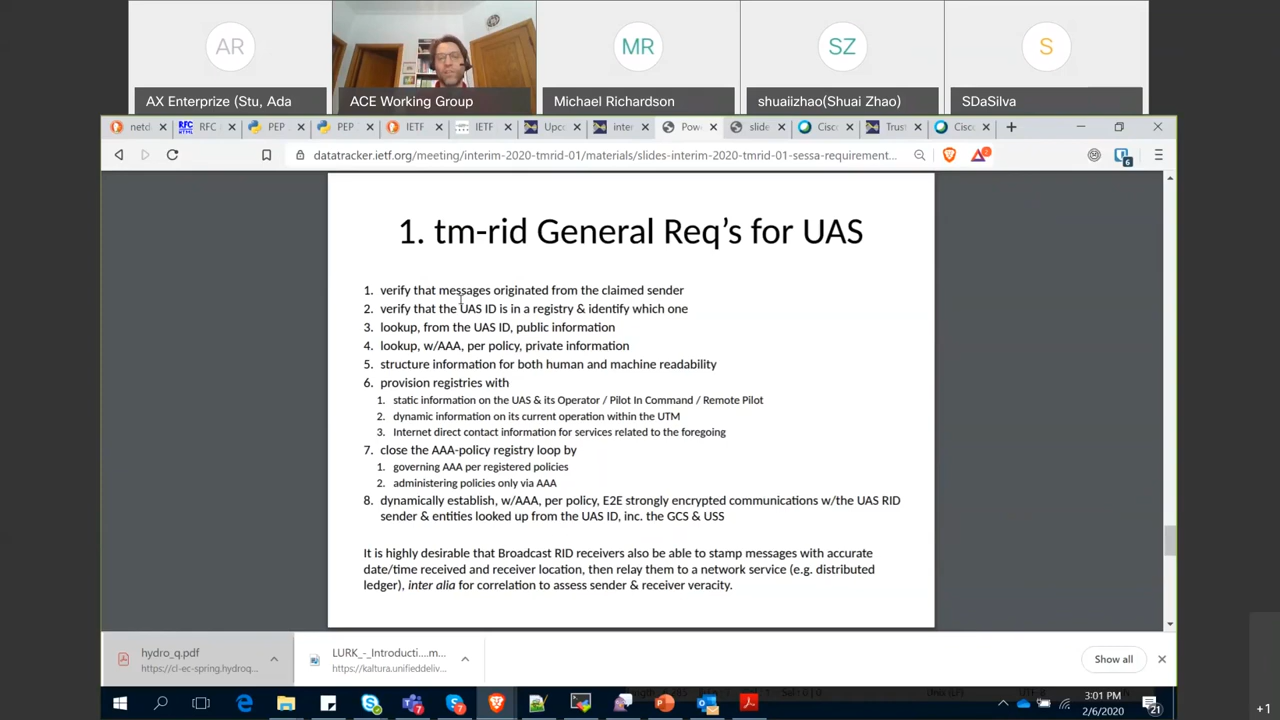 AR
MR
SZ
S
AX Enterprize (Stu, Ada
ACE Working Group
Michael Richardson
shuaiizhao(Shuai Zhao)
SDaSilva
netd
RFC
PEP
PEP
IETF
IETF
Upco
inter
Pow
slide
Cisc
Trust
Cisco
datatracker.ietf.org/meeting/interim-2020-tmrid-01/materials/slides-interim-2020-tmrid-01-sessa-requirement...
2
6
1. tm-rid General Req's for UAS
1. verify that messages originated from the claimed sender
2. verify that the UAS ID is in a registry & identify which one
3. lookup, from the UAS ID, public information
4. lookup, w/AAA, per policy, private information
5. structure information for both human and machine readability
6. provision registries with
1. static information on the UAS & its Operator / Pilot In Command / Remote Pilot
2. dynamic information on its current operation within the UTM
3. Internet direct contact information for services related to the foregoing
7. close the AAA-policy registry loop by
1. governing AAA per registered policies
2. administering policies only via AAA
8. dynamically establish, w/AAA, per policy, E2E strongly encrypted communications w/the UAS RID
sender & entities looked up from the UAS ID, inc. the GCS & USS
It is highly desirable that Broadcast RID receivers also be able to stamp messages with accurate
date/time received and receiver location, then relay them to a network service (e.g. distributed
ledger), inter alia for correlation to assess sender & receiver veracity.
hydro_q.pdf
https://cl-ec-spring.hydroq...
LURK_-_Introducti....m...
https://kaltura.unifieddeliv...
Show all
3:01 PM
2/6/2020
21
+1